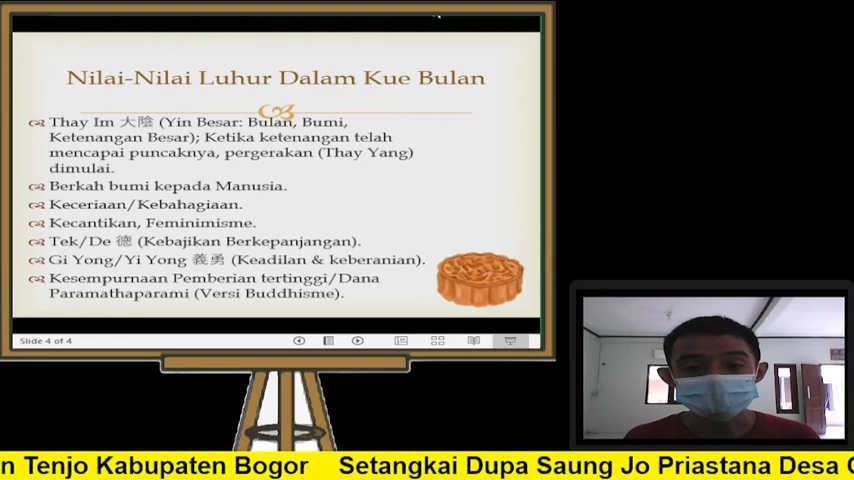 Nilai-Nilai Luhur Dalam Kue Bulan
Thay Im 大陰 (Yin Besar: Bulan, Bumi,
Ketenangan Besar); Ketika ketenangan telah
mencapai puncaknya, pergerakan (Thay Yang)
dimulai.
Berkah bumi kepada Manusia.
Keceriaan/Kebahagiaan.
Kecantikan, Feminimisme.
Tek/De 德 (Kebajikan Berkepanjangan).
Gi Yong/Yi Yong 義勇 (Keadilan & keberanian).
Kesempurnaan Pemberian tertinggi/Dana
Paramathaparami (Versi Buddhisme).
Slide 4 of 4
n Tenjo Kabupaten Bogor Setangkai Dupa Saung Jo Priastana Desa